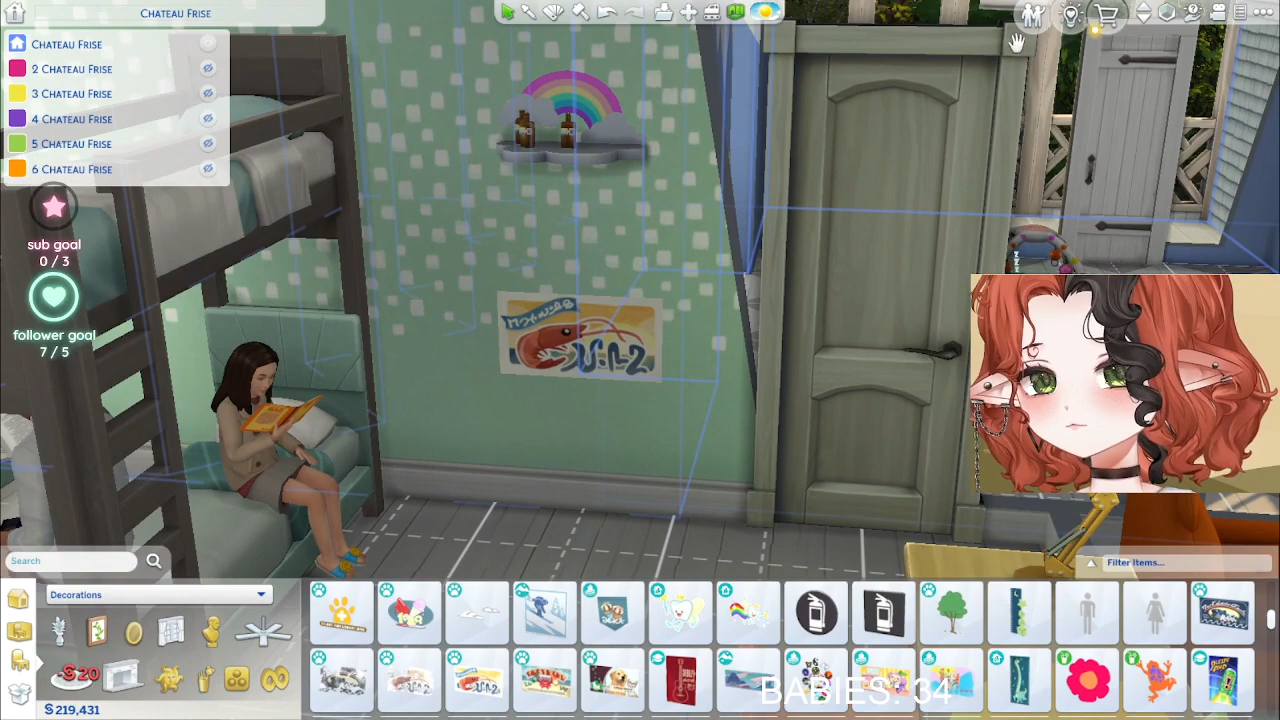 CHATEAU FRISE
CHATEAU FRISE
2 CHATEAU FRISE
3 CHATEAU FRISE
4 CHATEAU FRISE
5 CHATEAU FRISE
6 CHATEAU FRISE
sub goal
0 / 3
follower goal
7 / 5
Search
Filter Items...
Decorations
-§20
§219,431
BABIES: 34